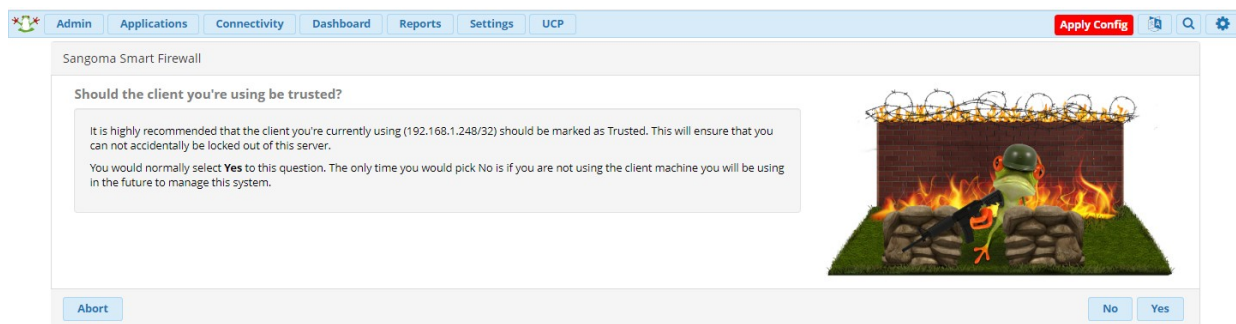 Admin Applications Connectivity Dashboard Reports Settings UCP Apply Config
Sangoma Smart Firewall
Should the client you're using be trusted?
It is highly recommended that the client you're currently using (192.168.1.248/32) should be marked as Trusted. This will ensure that you
can not accidentally be locked out of this server.
You would normally select Yes to this question. The only time you would pick No is if you are not using the client machine you will be using
in the future to manage this system.
Abort No Yes